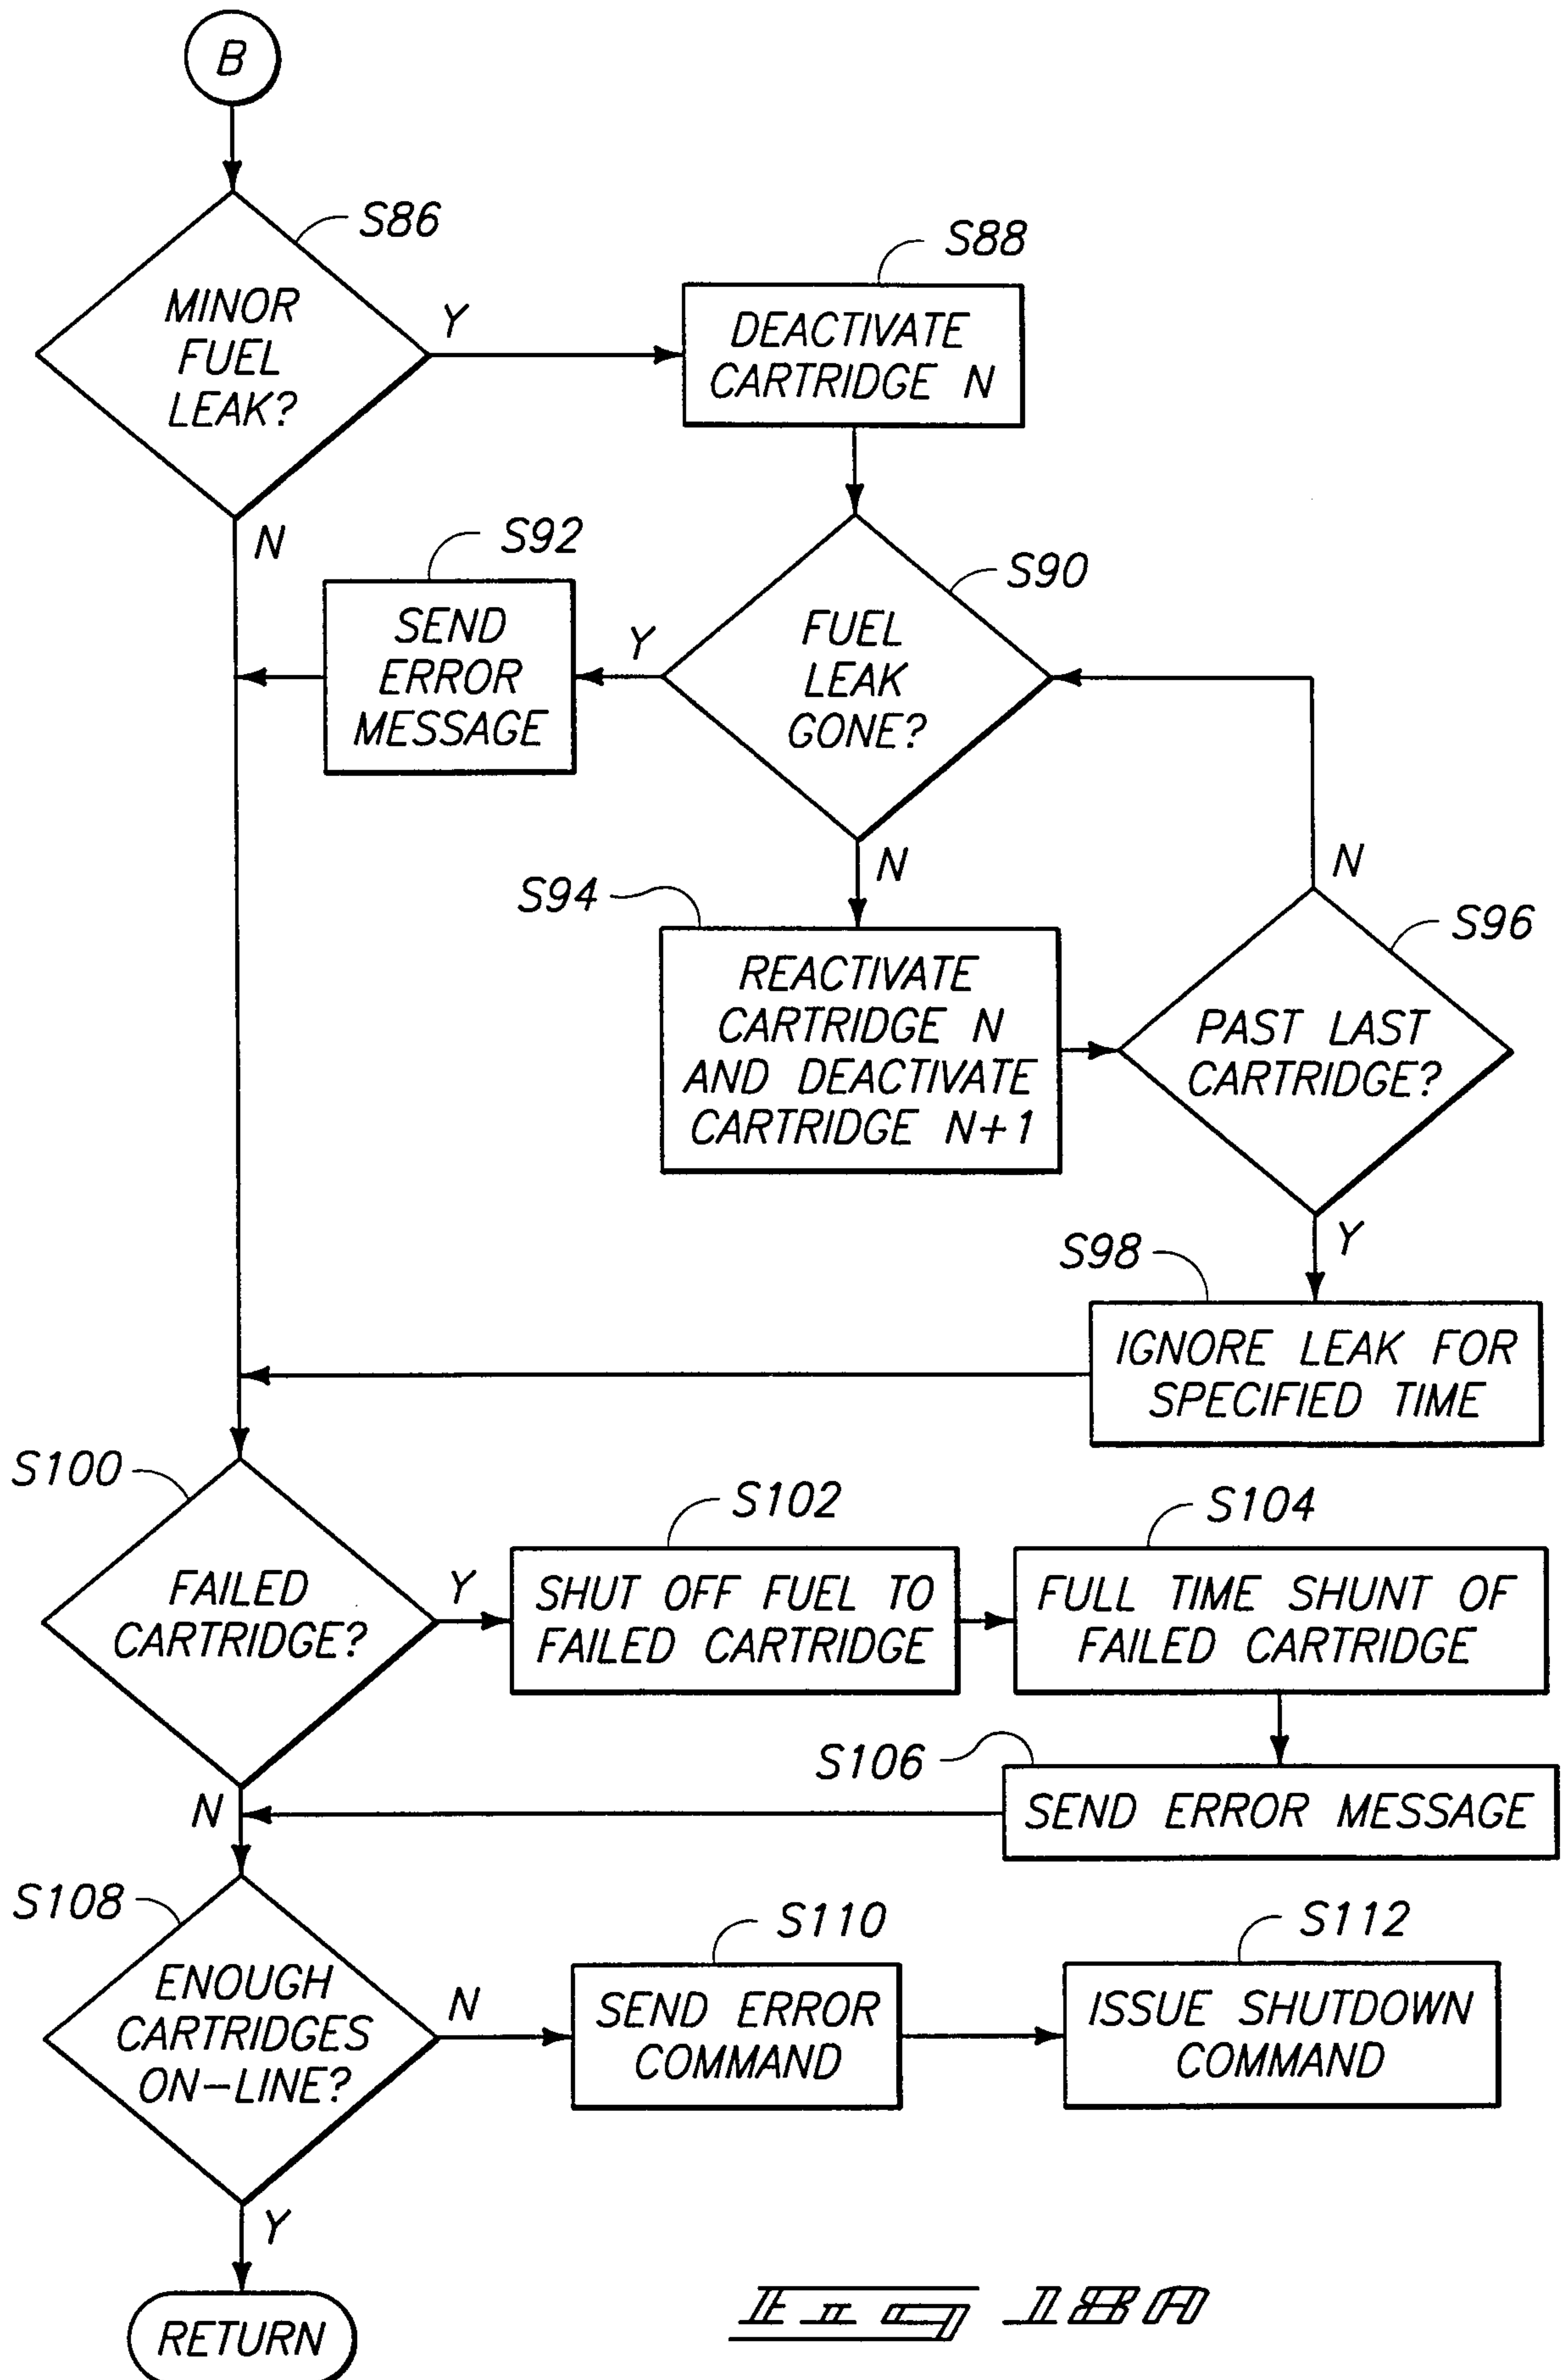 B
S86
MINOR
FUEL
LEAK?
Y
N
S88
DEACTIVATE
CARTRIDGE N
S92
SEND
ERROR
MESSAGE
Y
S90
FUEL
LEAK
GONE?
N
S94
REACTIVATE
CARTRIDGE N
AND DEACTIVATE
CARTRIDGE N+1
N
S96
PAST LAST
CARTRIDGE?
Y
S98
IGNORE LEAK FOR
SPECIFIED TIME
S100
FAILED
CARTRIDGE?
Y
N
S102
SHUT OFF FUEL TO
FAILED CARTRIDGE
S104
FULL TIME SHUNT OF
FAILED CARTRIDGE
S106
SEND ERROR MESSAGE
S108
ENOUGH
CARTRIDGES
ON-LINE?
N
Y
S110
SEND ERROR
COMMAND
S112
ISSUE SHUTDOWN
COMMAND
RETURN
Fig 18A